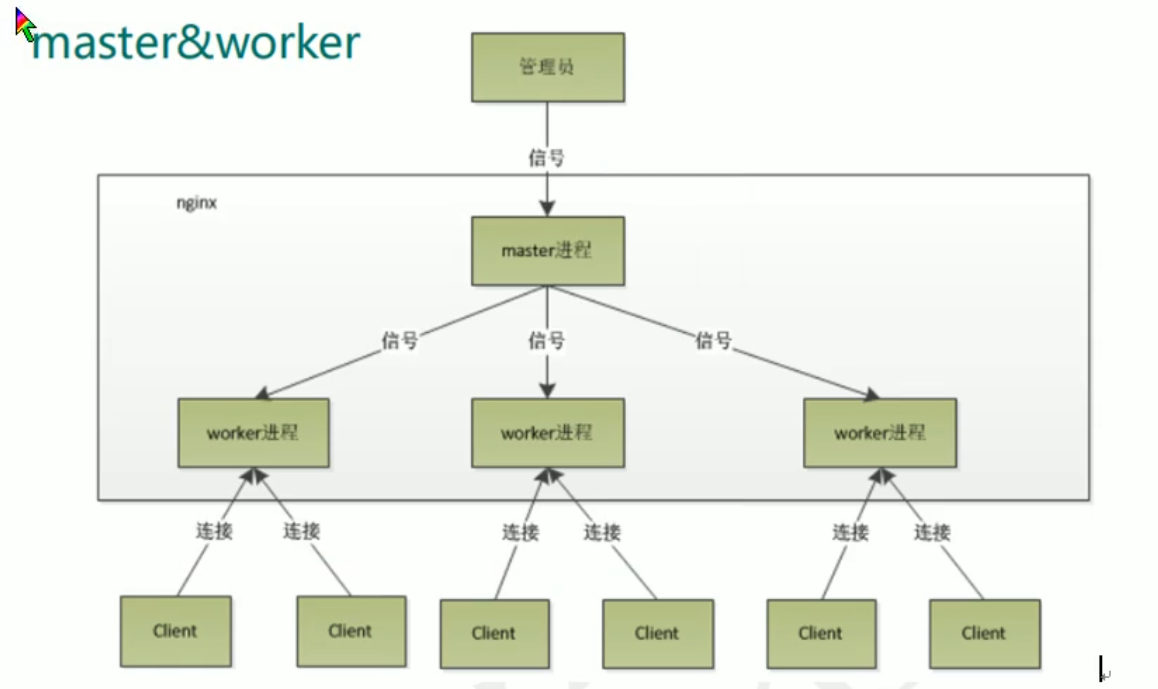 master&worker
管理员
信号
nginx
master进程
信号 信号 信号
worker进程 worker进程 worker进程
连接 连接 连接 连接 连接 连接
Client Client Client Client Client Client